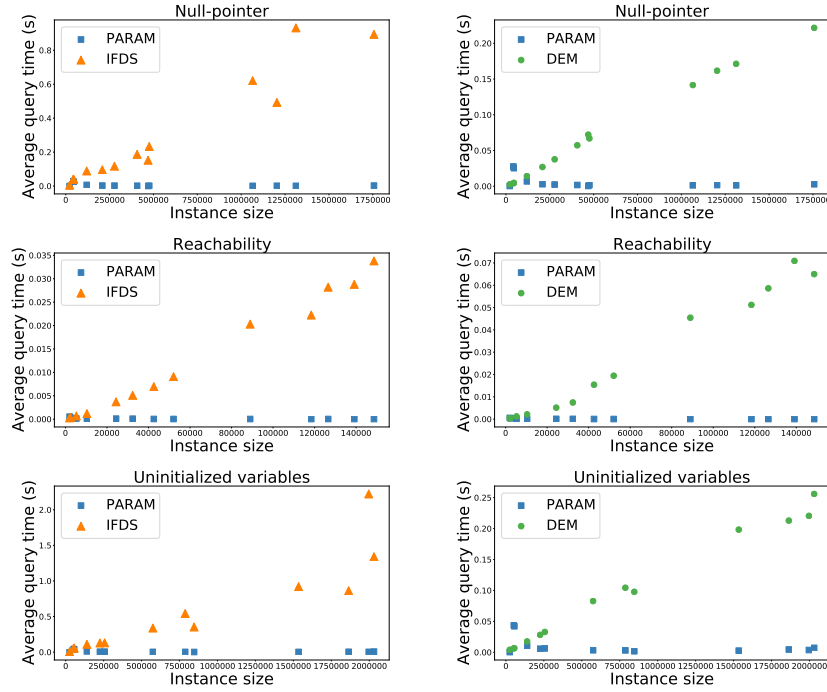 Null-pointer
Average query time (s)
PARAM
IFDS
0.8
0.6
0.4
0.2
0.0
0 250000 500000 750000 1000000 1250000 1500000 1750000
Instance size
Null-pointer
Average query time (s)
PARAM
DEM
0.20
0.15
0.10
0.05
0.00
0 250000 500000 750000 1000000 1250000 1500000 1750000
Instance size
Reachability
Average query time (s)
PARAM
IFDS
0.035
0.030
0.025
0.020
0.015
0.010
0.005
0.000
0 20000 40000 60000 80000 100000 120000 140000
Instance size
Reachability
Average query time (s)
PARAM
DEM
0.07
0.06
0.05
0.04
0.03
0.02
0.01
0.00
0 20000 40000 60000 80000 100000 120000 140000
Instance size
Uninitialized variables
Average query time (s)
PARAM
IFDS
2.0
1.5
1.0
0.5
0.0
0 250000 500000 750000 1000000 1250000 1500000 1750000 2000000
Instance size
Uninitialized variables
Average query time (s)
PARAM
DEM
0.25
0.20
0.15
0.10
0.05
0.00
0 250000 500000 750000 1000000 1250000 1500000 1750000 2000000
Instance size